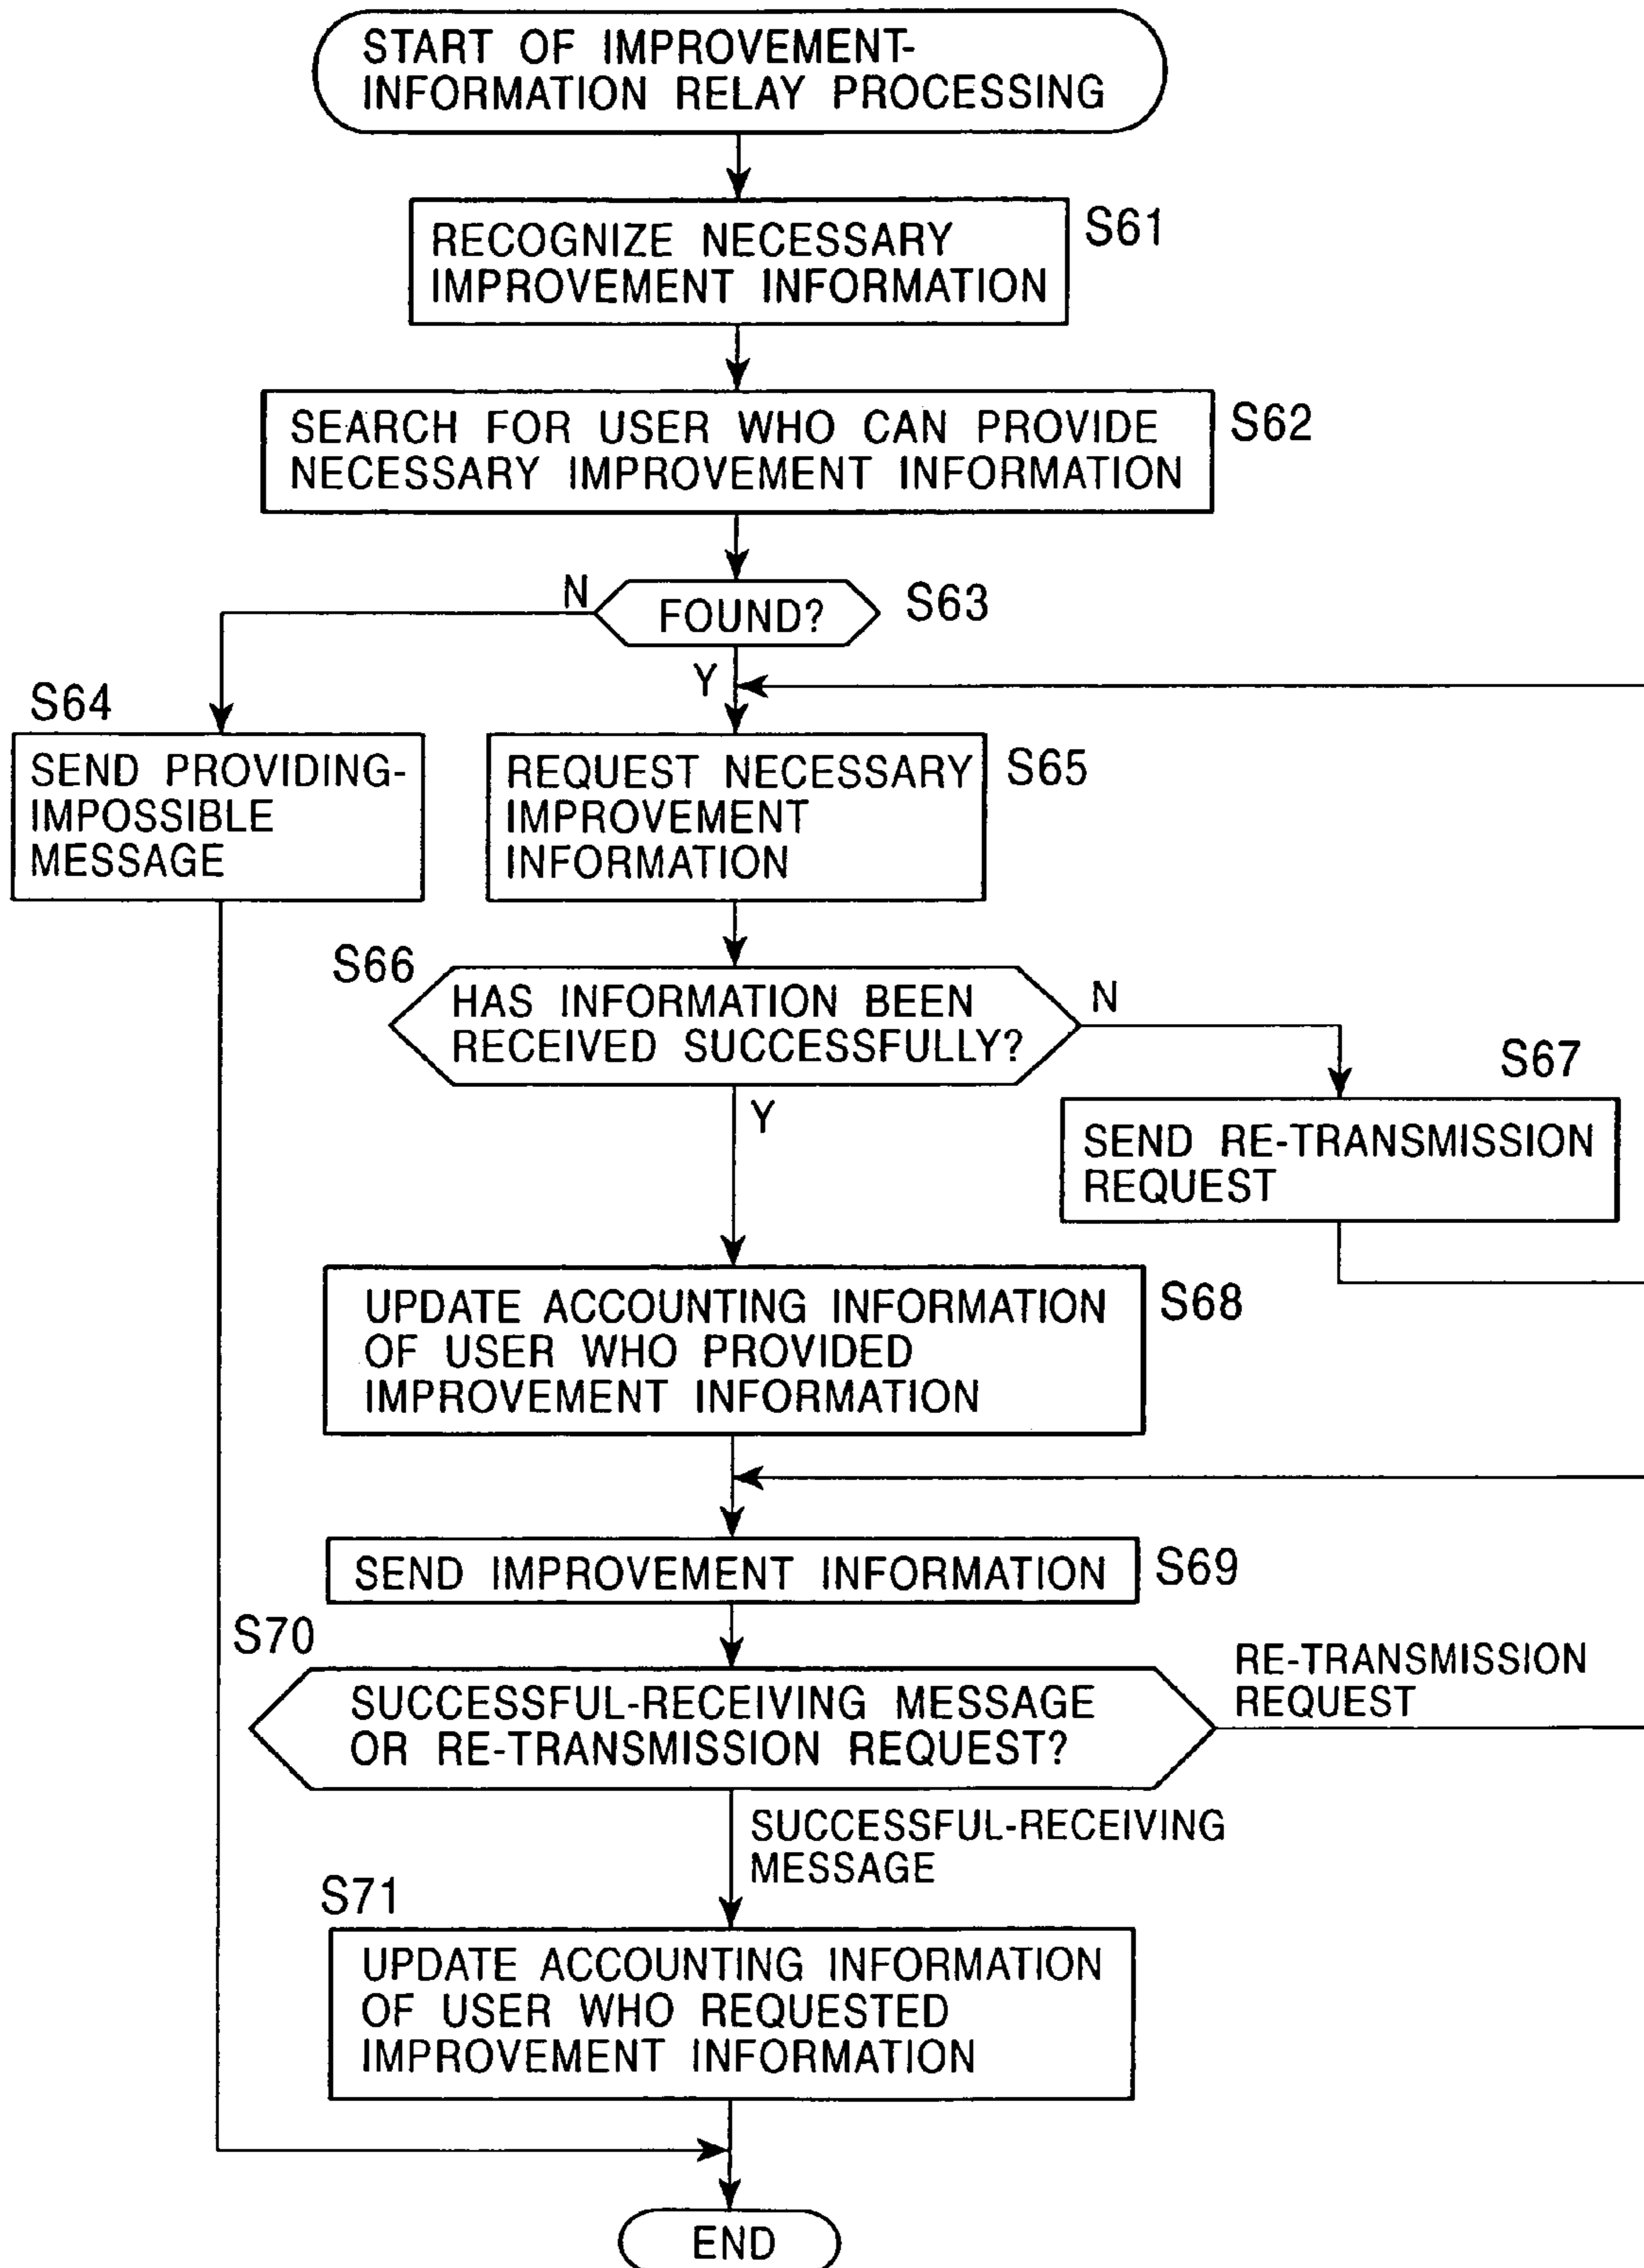 START OF IMPROVEMENT-
INFORMATION RELAY PROCESSING
RECOGNIZE NECESSARY
IMPROVEMENT INFORMATION
S61
SEARCH FOR USER WHO CAN PROVIDE
NECESSARY IMPROVEMENT INFORMATION
S62
N
FOUND?
S63
Y
S64
SEND PROVIDING-
IMPOSSIBLE
MESSAGE
REQUEST NECESSARY
IMPROVEMENT
INFORMATION
S65
S66
HAS INFORMATION BEEN
RECEIVED SUCCESSFULLY?
N
Y
S67
SEND RE-TRANSMISSION
REQUEST
UPDATE ACCOUNTING INFORMATION
OF USER WHO PROVIDED
IMPROVEMENT INFORMATION
S68
SEND IMPROVEMENT INFORMATION
S69
S70
SUCCESSFUL-RECEIVING MESSAGE
OR RE-TRANSMISSION REQUEST?
RE-TRANSMISSION
REQUEST
SUCCESSFUL-RECEIVING
MESSAGE
S71
UPDATE ACCOUNTING INFORMATION
OF USER WHO REQUESTED
IMPROVEMENT INFORMATION
END